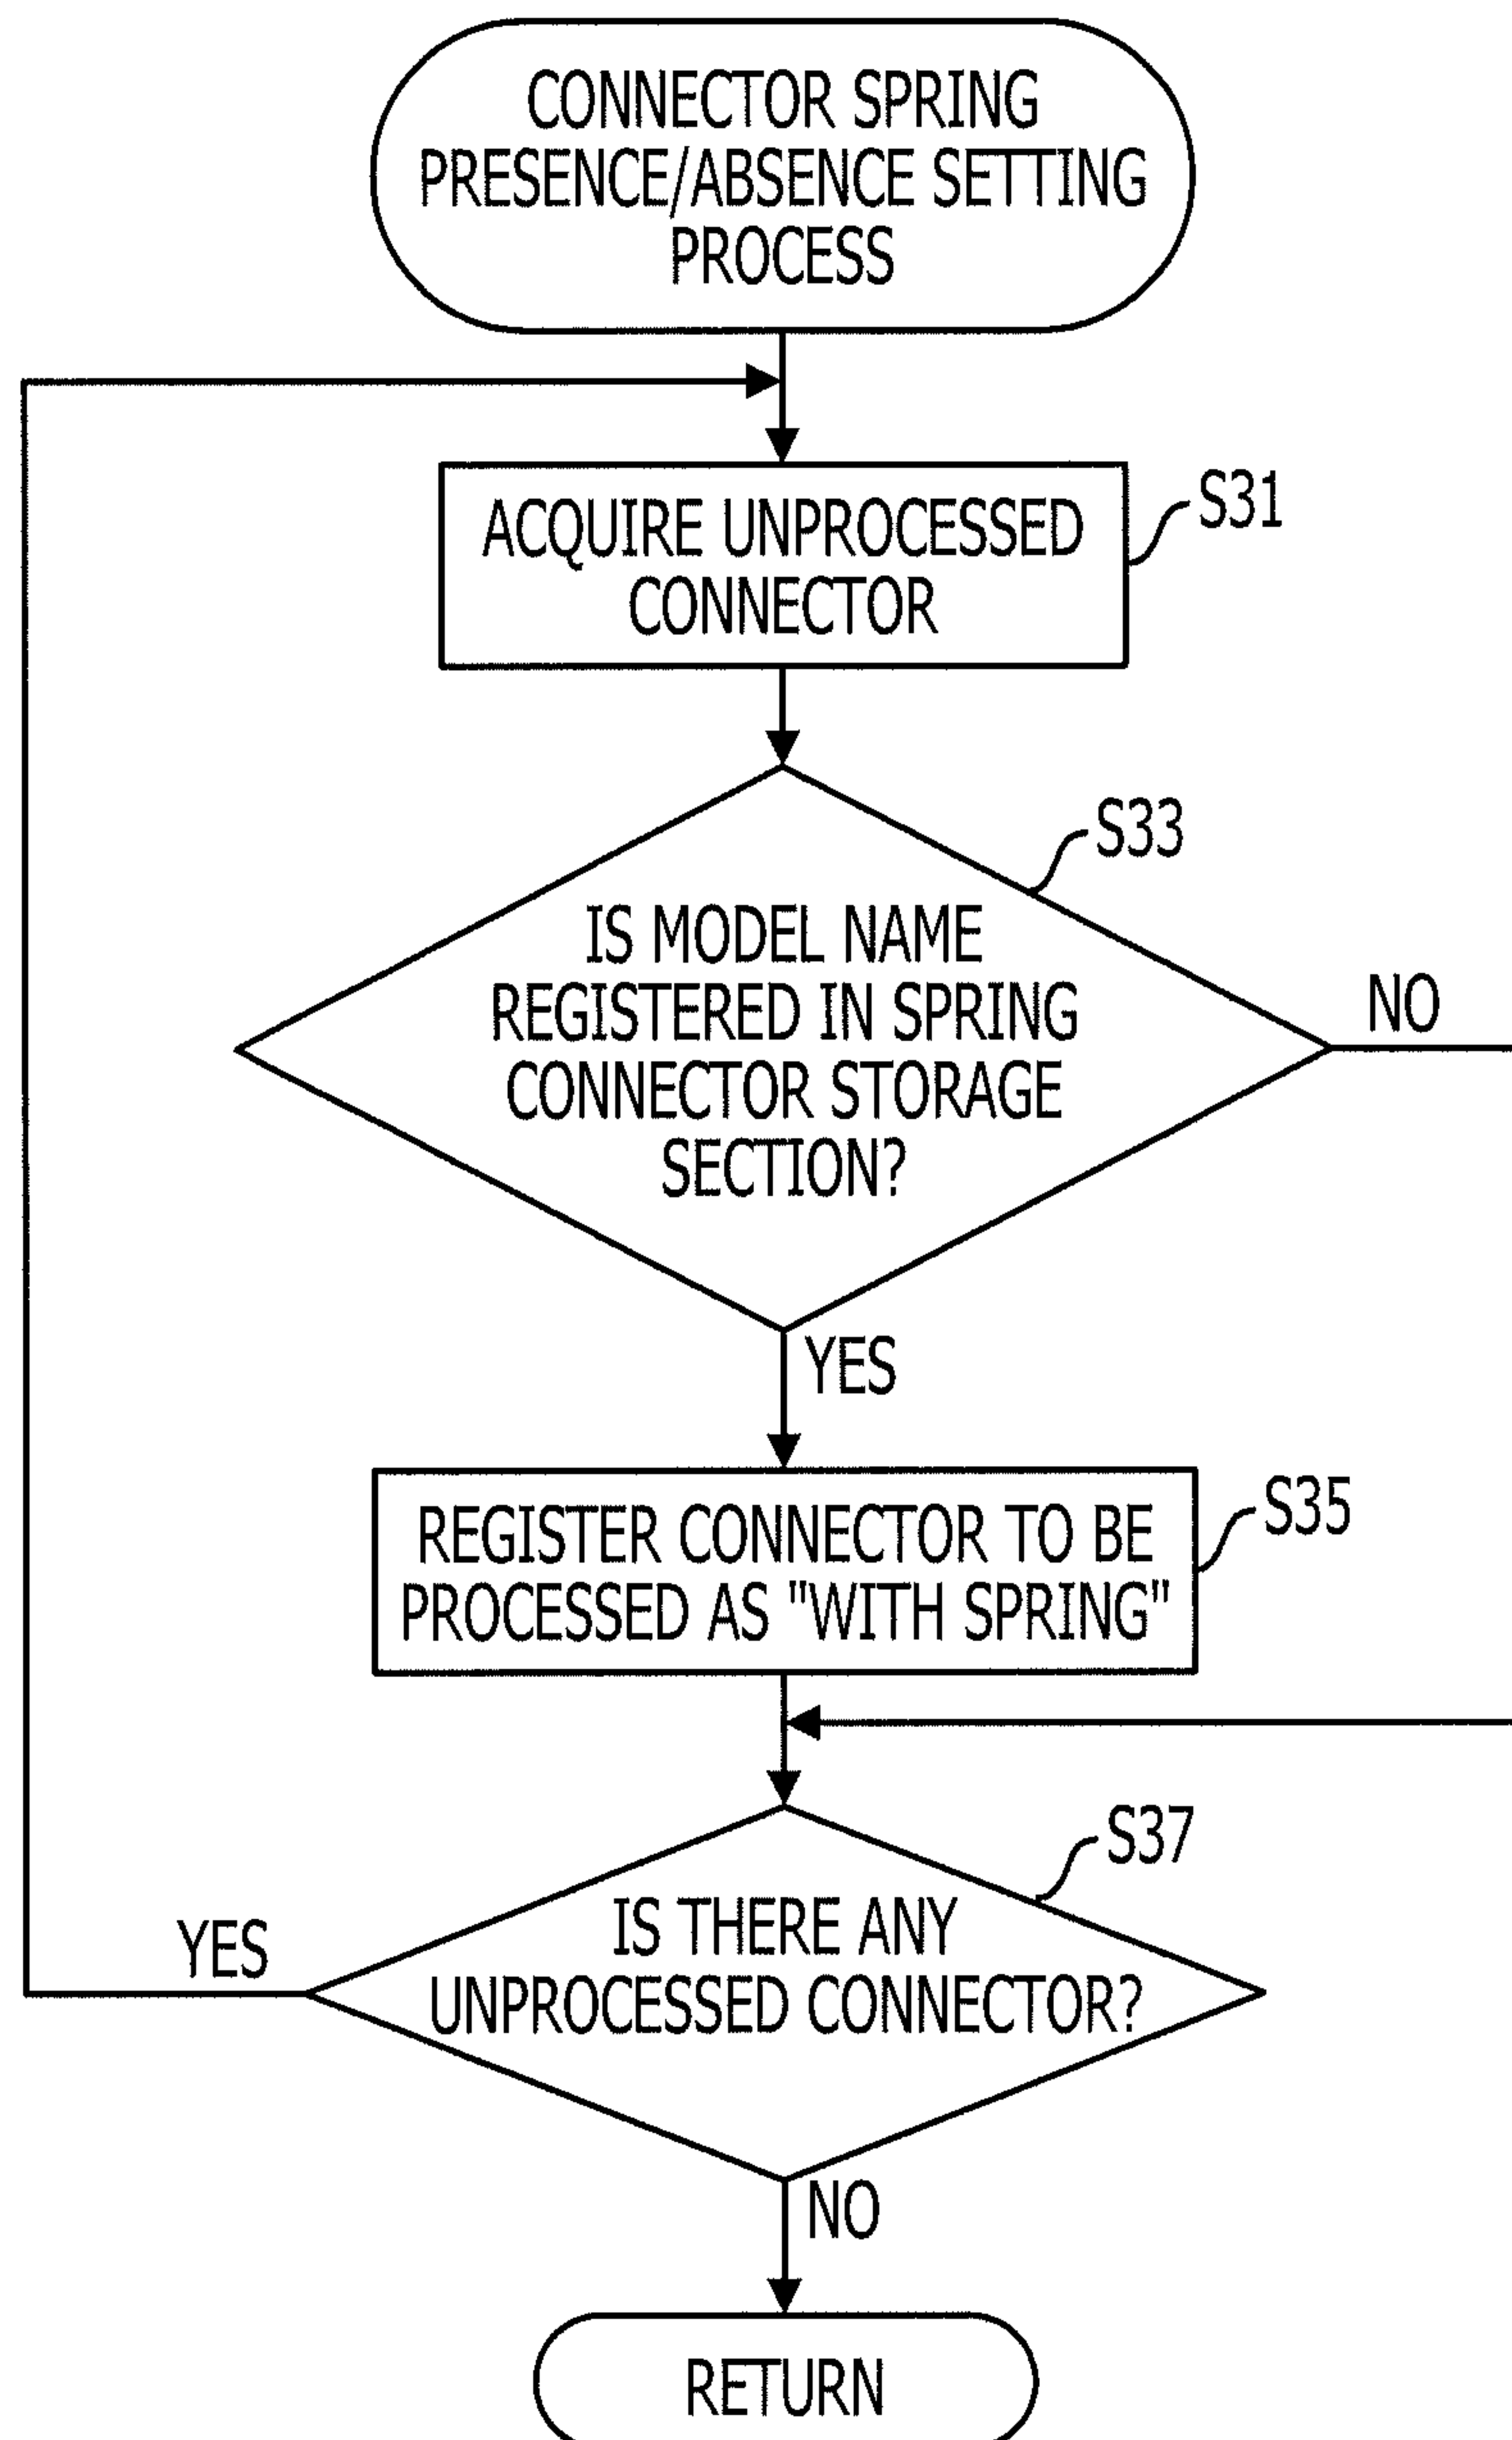 CONNECTOR SPRING
PRESENCE/ABSENCE SETTING
PROCESS
ACQUIRE UNPROCESSED
CONNECTOR
S31
S33
IS MODEL NAME
REGISTERED IN SPRING
CONNECTOR STORAGE
SECTION?
NO
YES
REGISTER CONNECTOR TO BE
PROCESSED AS "WITH SPRING"
S35
S37
IS THERE ANY
UNPROCESSED CONNECTOR?
YES
NO
RETURN